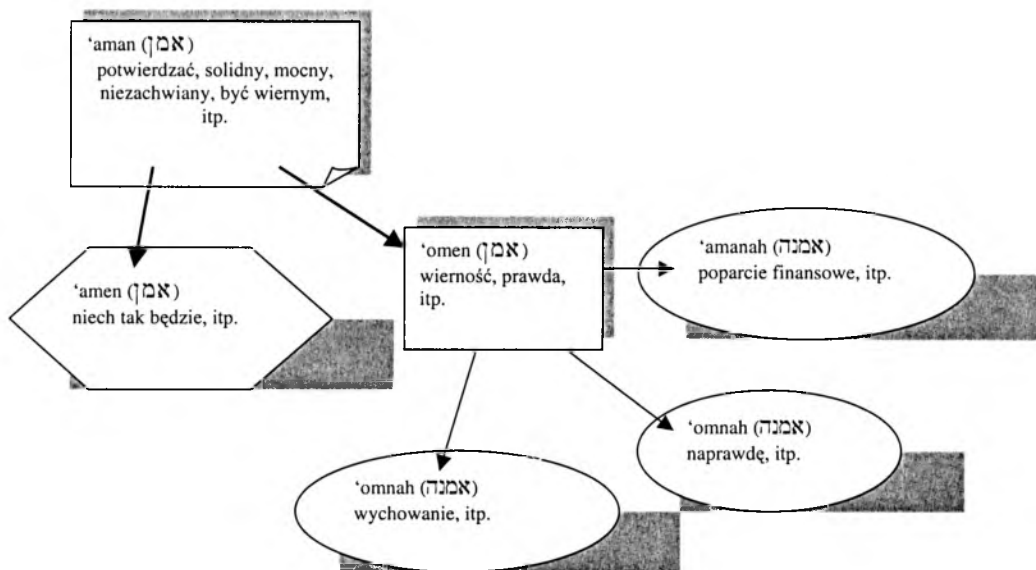 ‘aman (אמן)
potwierdzać, solidny, mocny,
niezachwiany, być wiernym,
itp.
‘amen (אמן)
niech tak będzie, itp.
‘omen (אמן)
wierność, prawda,
itp.
‘amanah (אמנה)
poparcie finansowe, itp.
‘omnah (אמנה)
naprawdę, itp.
‘omnah (אמנה)
wychowanie, itp.